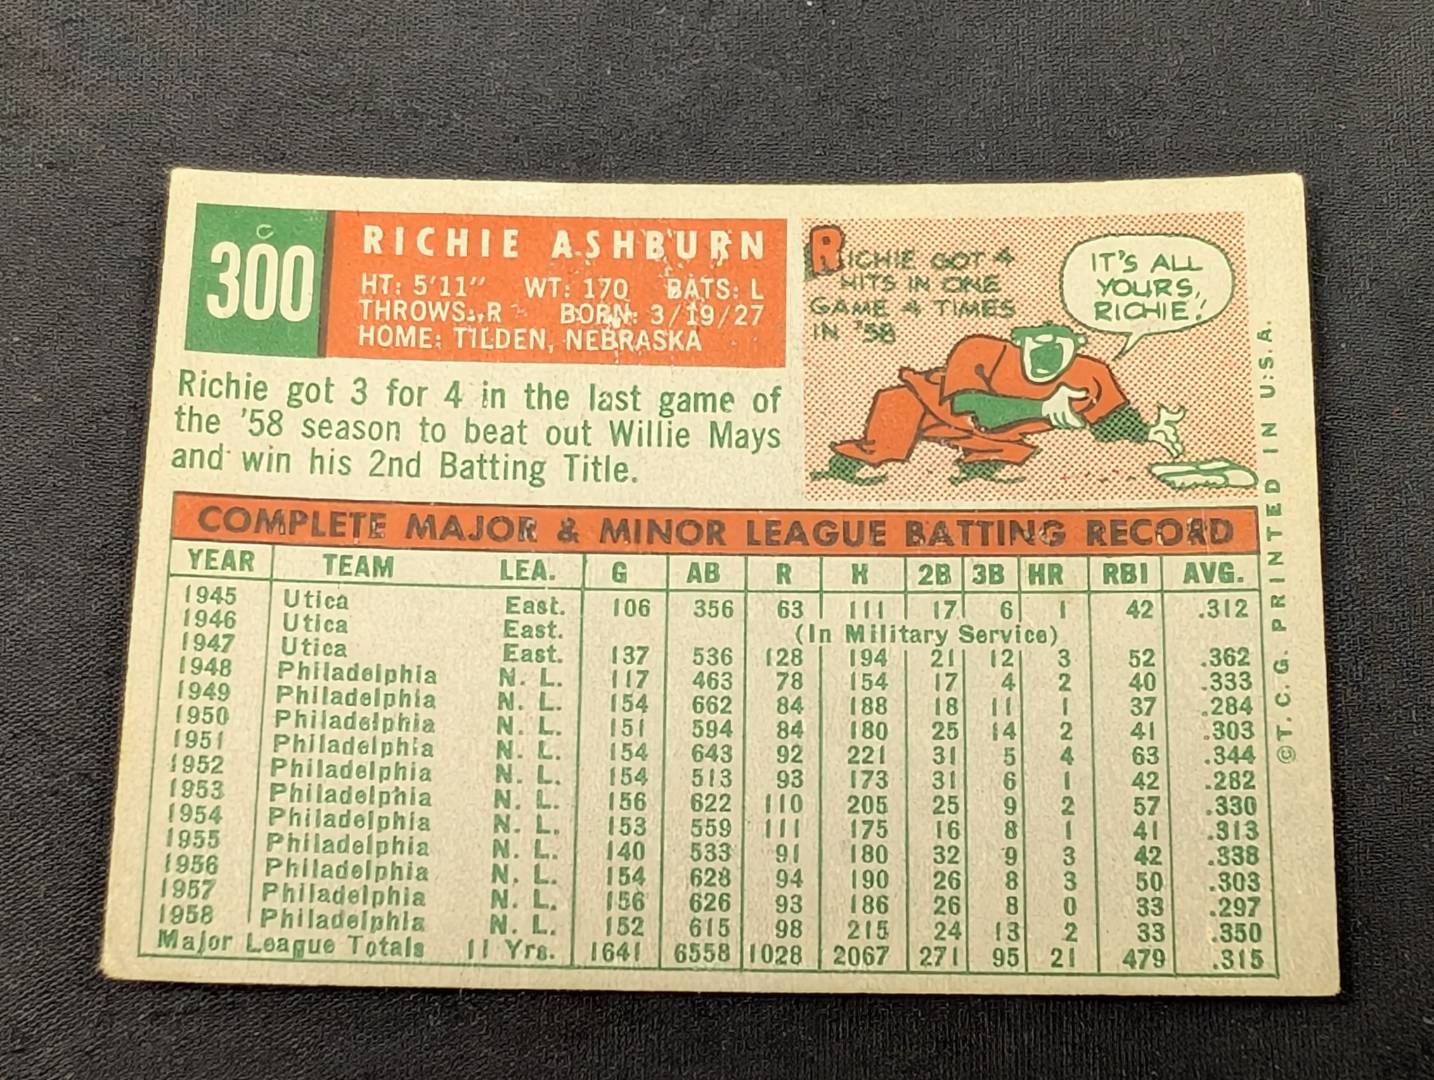 300
RICHIE ASHBURN
HT: 5'11" WT: 170 BATS: L
THROWS: R BORN: 3/19/27
HOME: TILDEN, NEBRASKA
RICHIE GOT 4
HITS IN ONE
GAME 4 TIMES
IN '58
IT'S ALL
YOURS,
RICHIE!
Richie got 3 for 4 in the last game of
the '58 season to beat out Willie Mays
and win his 2nd Batting Title.
COMPLETE MAJOR & MINOR LEAGUE BATTING RECORD
YEAR TEAM LEA. G AB R H 2B 3B HR RBI AVG.
1945 Utica East. 106 356 63 111 17 6 1 42 .312
1946 Utica East. (In Military Service)
1947 Utica East. 137 536 128 194 21 12 3 52 .362
1948 Philadelphia N. L. 117 463 78 154 17 4 2 40 .333
1949 Philadelphia N. L. 154 662 84 188 18 11 1 37 .284
1950 Philadelphia N. L. 151 594 84 180 25 14 2 41 .303
1951 Philadelphia N. L. 154 643 92 221 31 5 4 63 .344
1952 Philadelphia N. L. 154 513 93 173 31 6 1 42 .282
1953 Philadelphia N. L. 156 622 110 205 25 9 2 57 .330
1954 Philadelphia N. L. 153 559 111 175 16 8 1 41 .313
1955 Philadelphia N. L. 140 533 91 180 32 9 3 42 .338
1956 Philadelphia N. L. 154 628 94 190 26 8 3 50 .303
1957 Philadelphia N. L. 156 626 93 186 26 8 0 33 .297
1958 Philadelphia N. L. 152 615 98 215 24 13 2 33 .350
Major League Totals 11 Yrs. 1641 6558 1028 2067 271 95 21 479 .315
©T. C. G. PRINTED IN U.S.A.